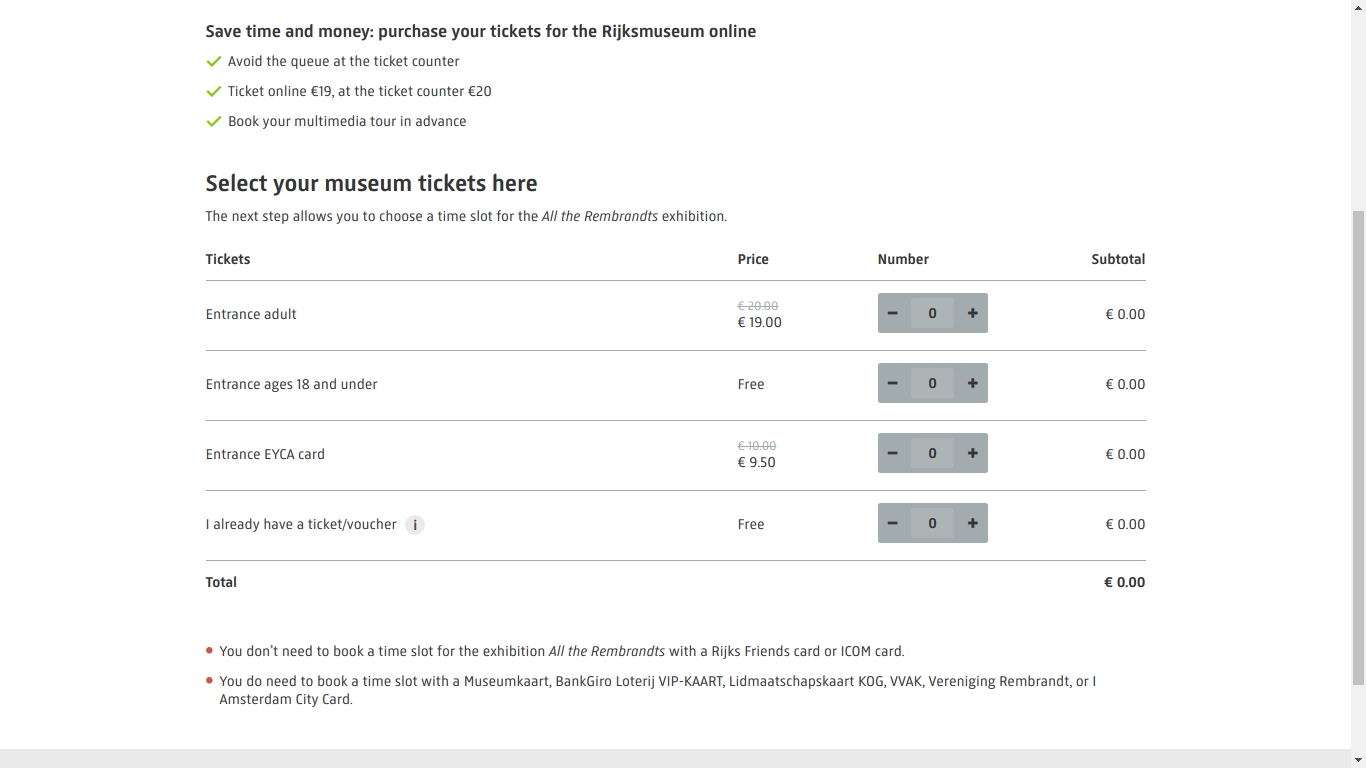 Save time and money: purchase your tickets for the Rijksmuseum online
Avoid the queue at the ticket counter
Ticket online €19, at the ticket counter €20
Book your multimedia tour in advance
Select your museum tickets here
The next step allows you to choose a time slot for the All the Rembrandts exhibition.
Tickets Price Number Subtotal
€ 20.00
Entrance adult € 19.00 − 0 + € 0.00
Entrance ages 18 and under Free − 0 + € 0.00
€ 10.00
Entrance EYCA card € 9.50 − 0 + € 0.00
I already have a ticket/voucher i Free − 0 + € 0.00
Total € 0.00
You don't need to book a time slot for the exhibition All the Rembrandts with a Rijks Friends card or ICOM card.
You do need to book a time slot with a Museumkaart, BankGiro Loterij VIP-KAART, Lidmaatschapskaart KOG, VVAK, Vereniging Rembrandt, or I
Amsterdam City Card.